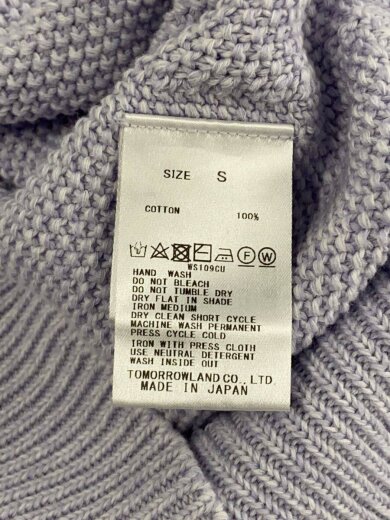 SIZE S
COTTON 100%
F W
WS109CU
HAND WASH
DO NOT BLEACH
DO NOT TUMBLE DRY
DRY FLAT IN SHADE
IRON MEDIUM
DRY CLEAN SHORT CYCLE
MACHINE WASH PERMANENT
PRESS CYCLE COLD
IRON WITH PRESS CLOTH
USE NEUTRAL DETERGENT
WASH INSIDE OUT
TOMORROWLAND CO., LTD.
MADE IN JAPAN